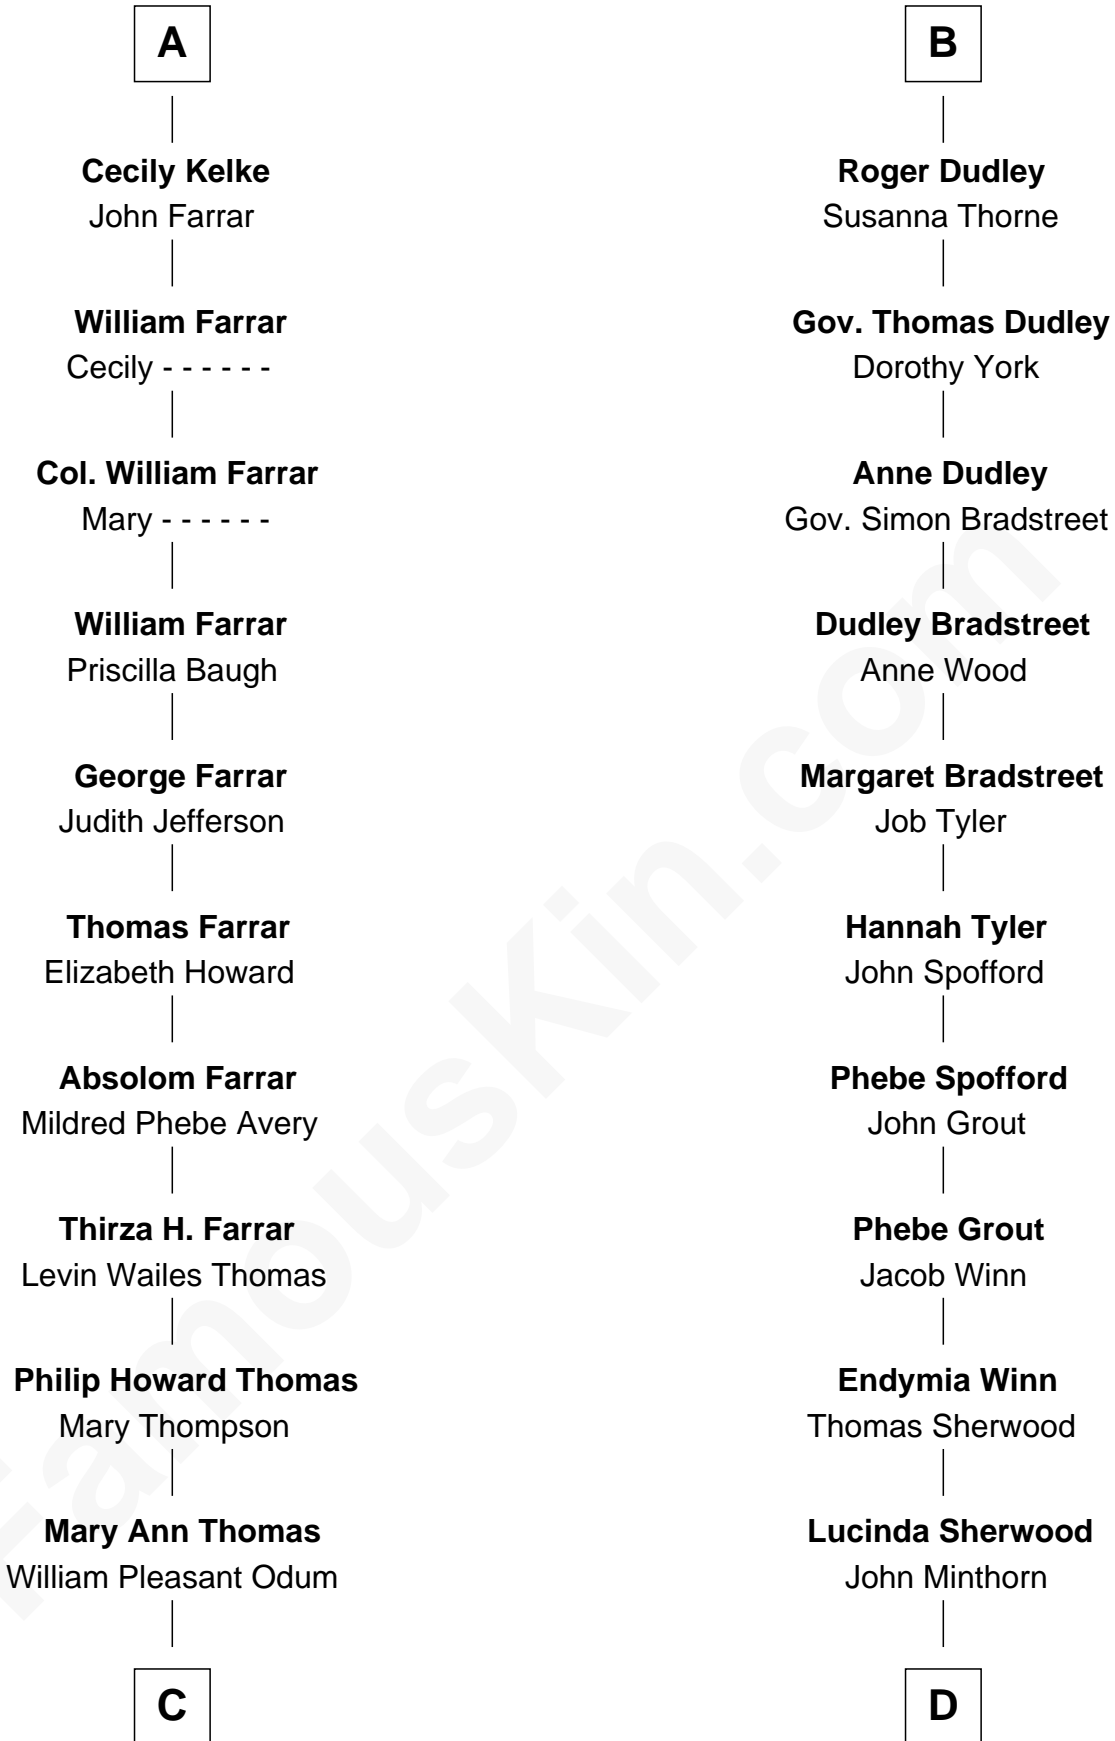 A
Cecily Kelke
John Farrar
William Farrar
Cecily - - - - - -
Col. William Farrar
Mary - - - - - -
William Farrar
Priscilla Baugh
George Farrar
Judith Jefferson
Thomas Farrar
Elizabeth Howard
Absolom Farrar
Mildred Phebe Avery
Thirza H. Farrar
Levin Wailes Thomas
Philip Howard Thomas
Mary Thompson
Mary Ann Thomas
William Pleasant Odum
C
B
Roger Dudley
Susanna Thorne
Gov. Thomas Dudley
Dorothy York
Anne Dudley
Gov. Simon Bradstreet
Dudley Bradstreet
Anne Wood
Margaret Bradstreet
Job Tyler
Hannah Tyler
John Spofford
Phebe Spofford
John Grout
Phebe Grout
Jacob Winn
Endymia Winn
Thomas Sherwood
Lucinda Sherwood
John Minthorn
D
FamousKin.com